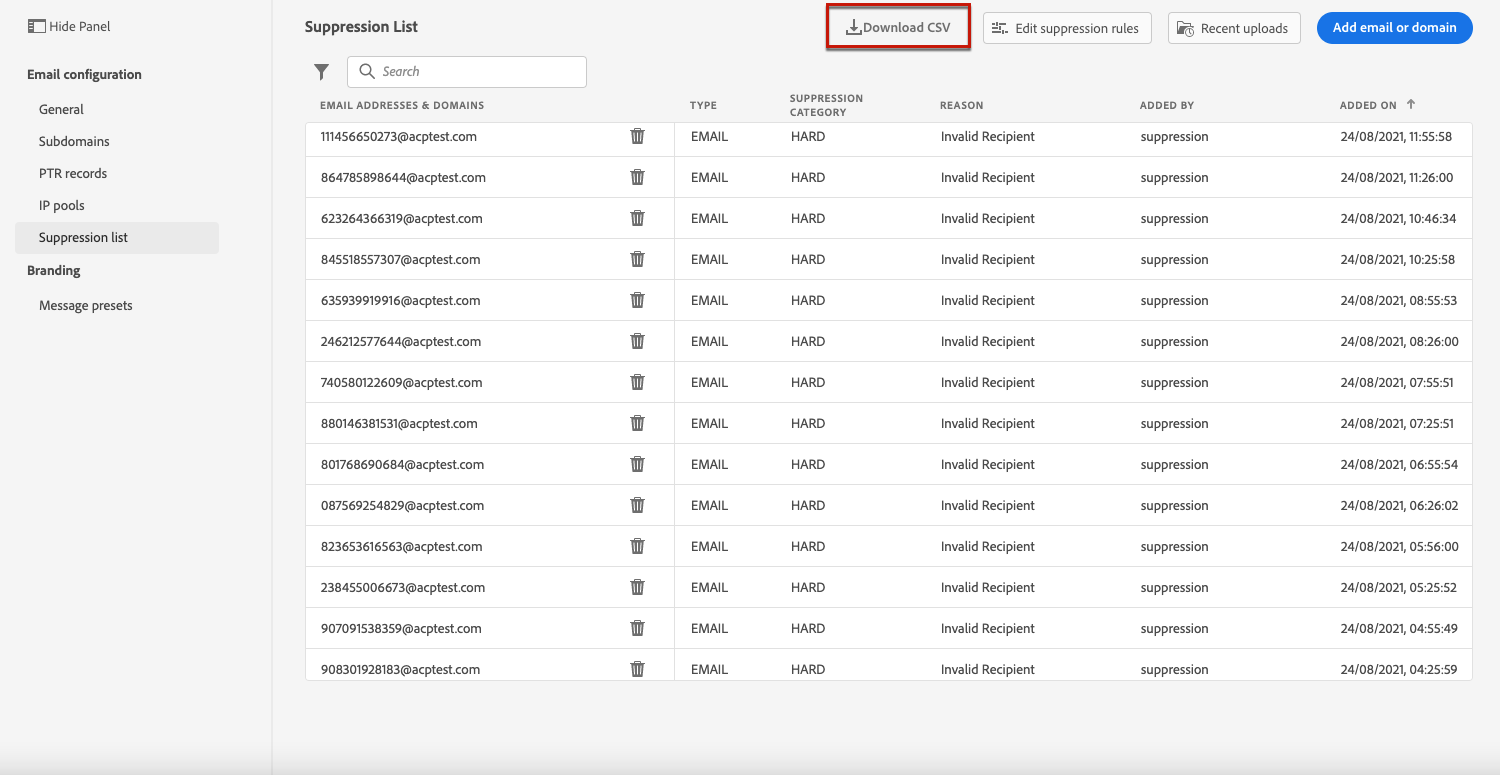 Hide Panel
Email configuration
General
Subdomains
PTR records
IP pools
Suppression list
Branding
Message presets
Suppression List
Download CSV
Edit suppression rules
Recent uploads
Add email or domain
Search
EMAIL ADDRESSES & DOMAINS TYPE SUPPRESSION CATEGORY REASON ADDED BY ADDED ON
111456650273@acptest.com EMAIL HARD Invalid Recipient suppression 24/08/2021, 11:55:58
864785898644@acptest.com EMAIL HARD Invalid Recipient suppression 24/08/2021, 11:26:00
623264366319@acptest.com EMAIL HARD Invalid Recipient suppression 24/08/2021, 10:46:34
845518557307@acptest.com EMAIL HARD Invalid Recipient suppression 24/08/2021, 10:25:58
635939919916@acptest.com EMAIL HARD Invalid Recipient suppression 24/08/2021, 08:55:53
246212577644@acptest.com EMAIL HARD Invalid Recipient suppression 24/08/2021, 08:26:00
740580122609@acptest.com EMAIL HARD Invalid Recipient suppression 24/08/2021, 07:55:51
880146381531@acptest.com EMAIL HARD Invalid Recipient suppression 24/08/2021, 07:25:51
801768690684@acptest.com EMAIL HARD Invalid Recipient suppression 24/08/2021, 06:55:54
087569254829@acptest.com EMAIL HARD Invalid Recipient suppression 24/08/2021, 06:26:02
823653616563@acptest.com EMAIL HARD Invalid Recipient suppression 24/08/2021, 05:56:00
238455006673@acptest.com EMAIL HARD Invalid Recipient suppression 24/08/2021, 05:25:52
907091538359@acptest.com EMAIL HARD Invalid Recipient suppression 24/08/2021, 04:55:49
908301928183@acptest.com EMAIL HARD Invalid Recipient suppression 24/08/2021, 04:25:59